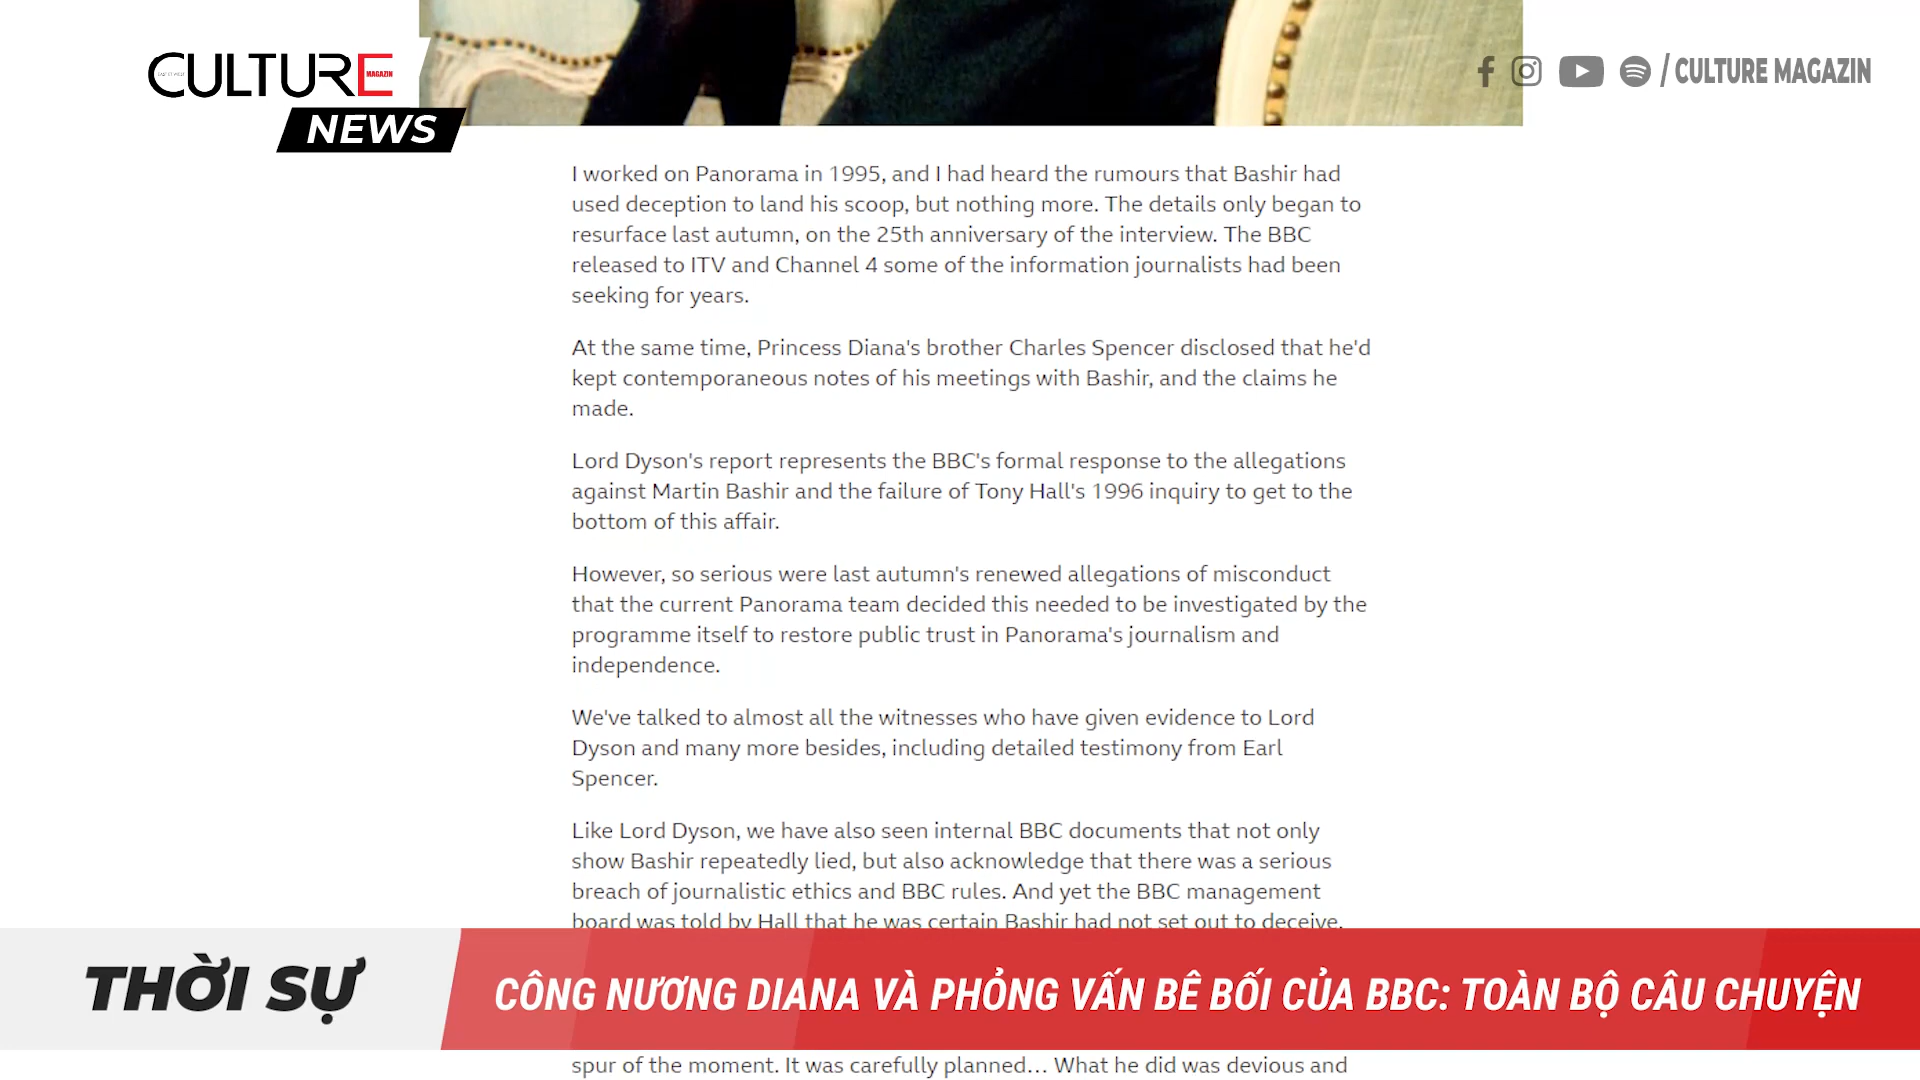 CULTURE
MAGAZIN
NEWS
/ CULTURE MAGAZIN
I worked on Panorama in 1995, and I had heard the rumours that Bashir had
used deception to land his scoop, but nothing more. The details only began to
resurface last autumn, on the 25th anniversary of the interview. The BBC
released to ITV and Channel 4 some of the information journalists had been
seeking for years.
At the same time, Princess Diana's brother Charles Spencer disclosed that he'd
kept contemporaneous notes of his meetings with Bashir, and the claims he
made.
Lord Dyson's report represents the BBC's formal response to the allegations
against Martin Bashir and the failure of Tony Hall's 1996 inquiry to get to the
bottom of this affair.
However, so serious were last autumn's renewed allegations of misconduct
that the current Panorama team decided this needed to be investigated by the
programme itself to restore public trust in Panorama's journalism and
independence.
We've talked to almost all the witnesses who have given evidence to Lord
Dyson and many more besides, including detailed testimony from Earl
Spencer.
Like Lord Dyson, we have also seen internal BBC documents that not only
show Bashir repeatedly lied, but also acknowledge that there was a serious
breach of journalistic ethics and BBC rules. And yet the BBC management
board was told by Hall that he was certain Bashir had not set out to deceive.
THỜI SỰ
CÔNG NƯƠNG DIANA VÀ PHỎNG VẤN BÊ BỐI CỦA BBC: TOÀN BỘ CÂU CHUYỆN
spur of the moment. It was carefully planned... What he did was devious and